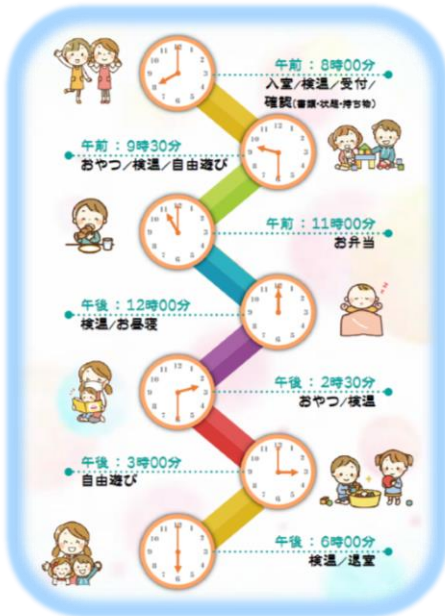 午前：8時00分
入室/検温/受付/
確認(書類・状態・持ち物)
午前：9時30分
おやつ/検温/自由遊び
午前：11時00分
お弁当
午後：12時00分
検温/お昼寝
午後：2時30分
おやつ/検温
午後：3時00分
自由遊び
午後：6時00分
検温/退室